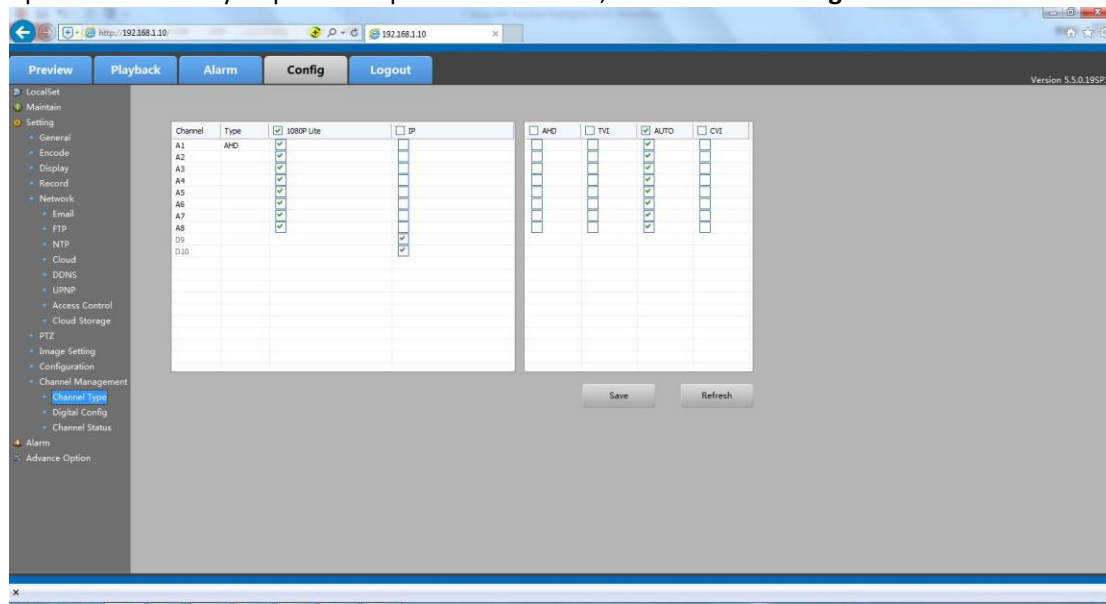 http://192.168.1.10/
192.168.1.10
Preview Playback Alarm Config Logout
Version 5.5.0.19SP
LocalSet
Maintain
Setting
General
Encode
Display
Record
Network
Email
FTP
NTP
Cloud
DDNS
UPNP
Access Control
Cloud Storage
PTZ
Image Setting
Configuration
Channel Management
Channel Type
Digital Config
Channel Status
Alarm
Advance Option
Channel Type 1080P Lite IP AHD TVI AUTO CVI
A1 AHD
A2
A3
A4
A5
A6
A7
A8
D9
D10
Save Refresh